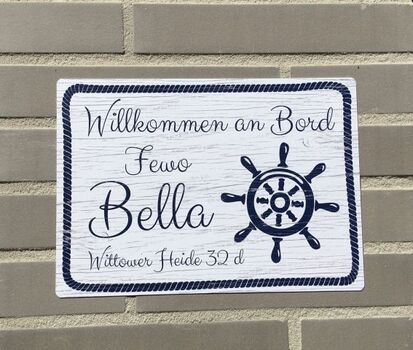 Willkommen an Bord
Fewo
Bella
Wittower Heide 32 d